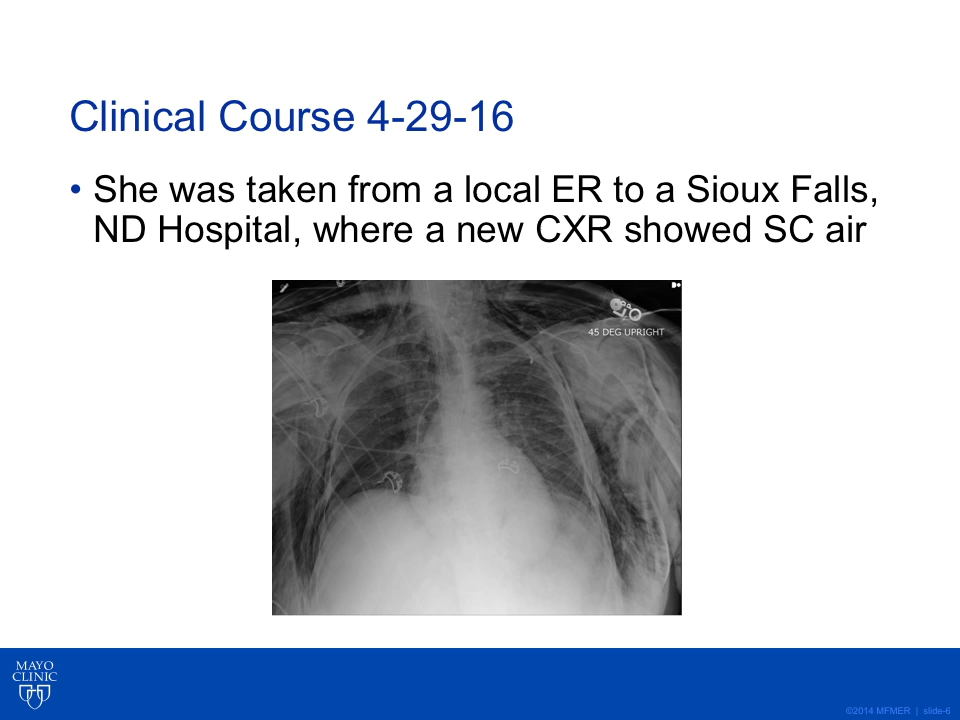 Clinical Course 4-29-16
• She was taken from a local ER to a Sioux Falls,
ND Hospital, where a new CXR showed SC air
45 DEG UPRIGHT
MAYO
CLINIC
©2014 MFMER | slide-6